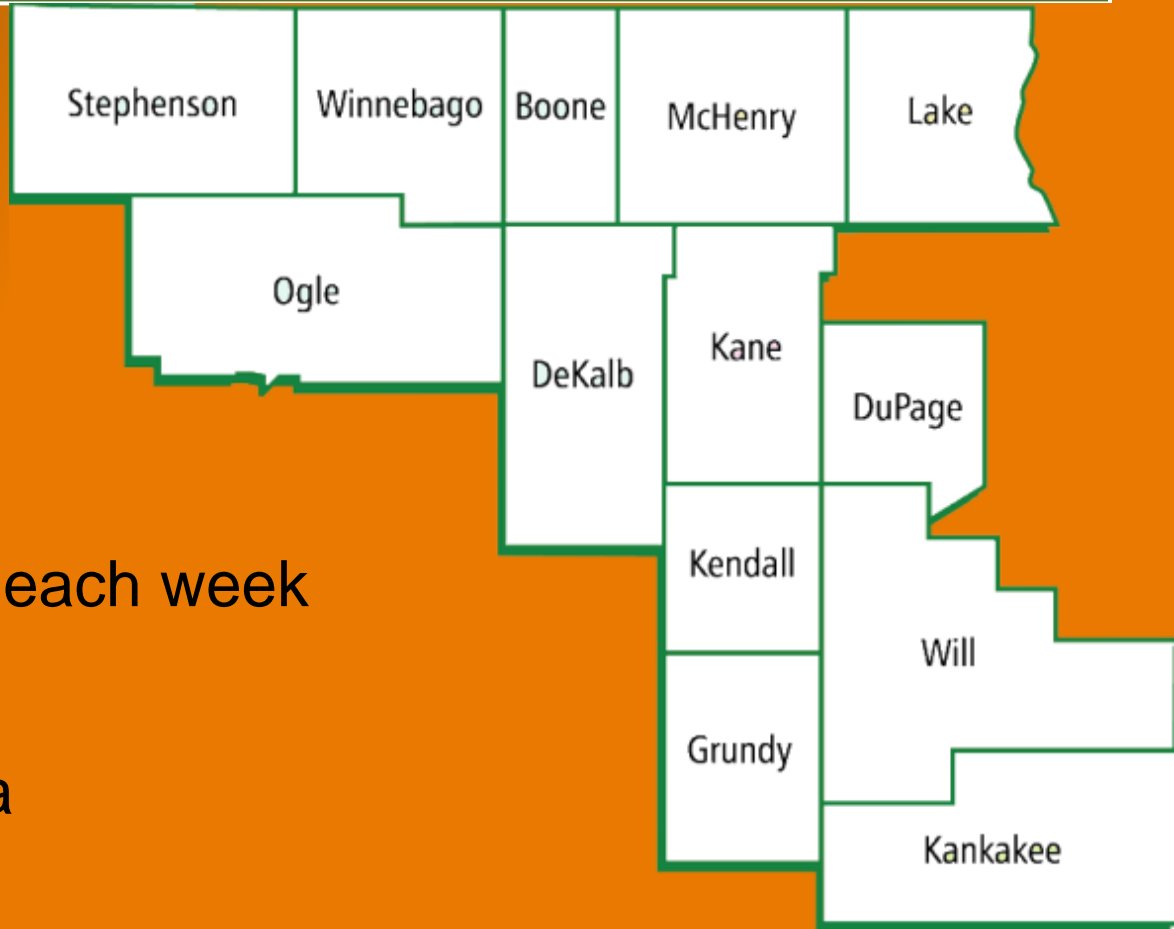 Stephenson Winnebago Boone McHenry Lake
Ogle
Kane
DeKalb
DuPage
Kendall
each week
Will
Grundy
a
Kankakee